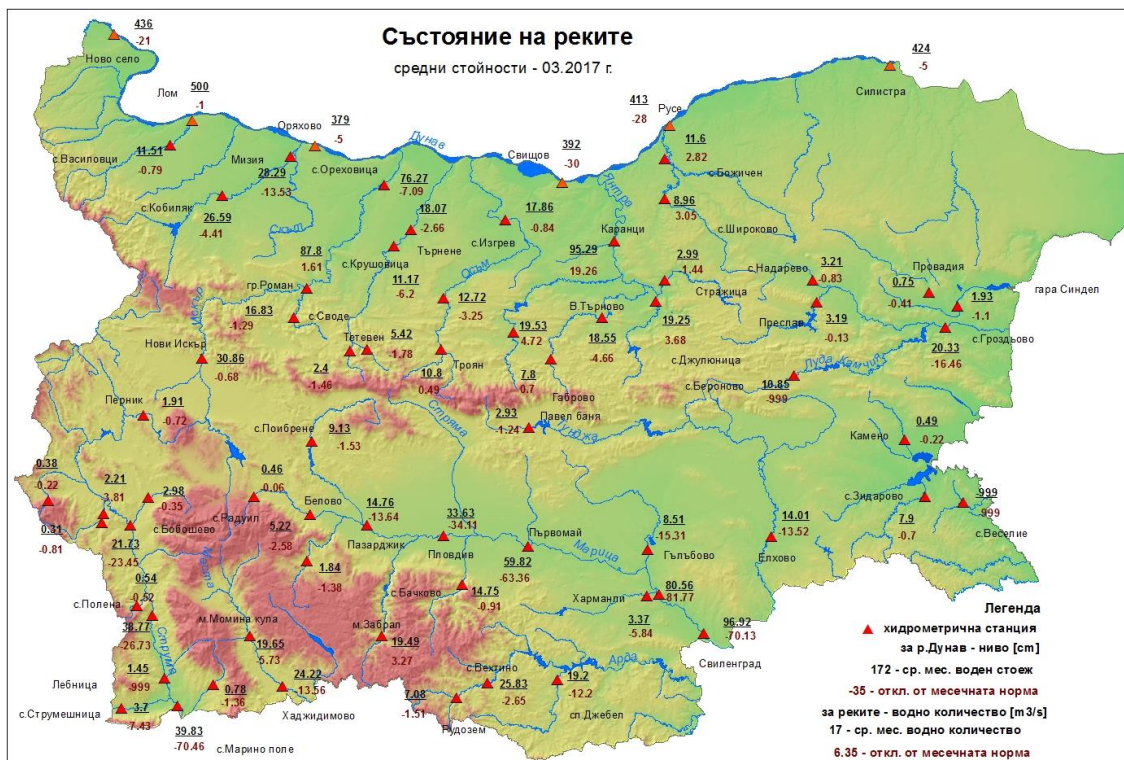 Състояние на реките
средни стойности - 03.2017 г.
436
-21
Ново село
Лом
500
-1
Оряхово
379
-5
Дунав
Свищов
392
-30
413
-28
Русе
424
-5
Силистра
с.Василовци
11.51
-0.79
Мизия
28.29
-13.53
с.Ореховица
76.27
-7.09
11.6
2.82
с.Божичен
с.Кобиляк
26.59
-4.41
Скът
18.07
-2.66
Търнене
с.Крушовица
11.17
-6.2
17.86
-0.84
с.Изгрев
Осъм
Янтра
Каранци
95.29
19.26
8.96
3.05
с.Широково
87.8
1.61
гр.Роман
2.99
-1.44
Стражица
с.Надарево
3.21
-0.83
Провадия
0.75
-0.41
1.93
-1.1
гара Синдел
Искър
16.83
-1.29
с.Своде
12.72
-3.25
19.53
4.72
В.Търново
18.55
-4.66
19.25
3.68
с.Джулюница
Преслав
3.19
-0.13
20.33
-16.46
с.Гроздьово
Нови Искър
30.86
-0.68
Тетевен
5.42
1.78
2.4
-1.46
Троян
10.8
0.49
7.8
0.7
Габрово
Луда Камчия
с.Бероново
10.85
-999
Перник
1.91
-0.72
с.Поибрене
9.13
-1.53
Стряма
2.93
-1.24
Павел баня
Тунджа
Камено
0.49
-0.22
0.38
-0.22
2.21
-3.81
2.98
-0.35
с.Бобошево
0.46
-0.06
с.Радуил
Белово
5.22
-2.58
14.76
-13.64
Пазарджик
33.63
-34.11
Пловдив
Първомай
59.82
-63.36
Марица
8.51
-15.31
Гълъбово
14.01
-13.52
Елхово
с.Зидарово
7.9
-0.7
-999
-999
с.Веселие
0.31
-0.81
21.73
-23.45
Места
1.84
-1.38
с.Бачково
14.75
-0.91
Харманли
80.56
-81.77
3.37
-5.84
96.92
-70.13
Свиленград
0.54
-0.62
с.Полена
38.77
-26.73
Струма
м.Момина кула
19.65
-5.73
м.Забрал
19.49
3.27
с.Вехтино
25.83
-2.65
Арда
19.2
-12.2
сп.Джебел
Лебница
1.45
-999
0.78
-1.36
24.22
-13.56
Хаджидимово
7.08
-1.51
Рудозем
с.Струмешница
3.7
-7.43
39.83
-70.46
с.Марино поле
Легенда
хидрометрична станция
за р.Дунав - ниво [cm]
172 - ср. мес. воден стоеж
-35 - откл. от месечната норма
за реките - водно количество [m3/s]
17 - ср. мес. водно количество
6.35 - откл. от месечната норма